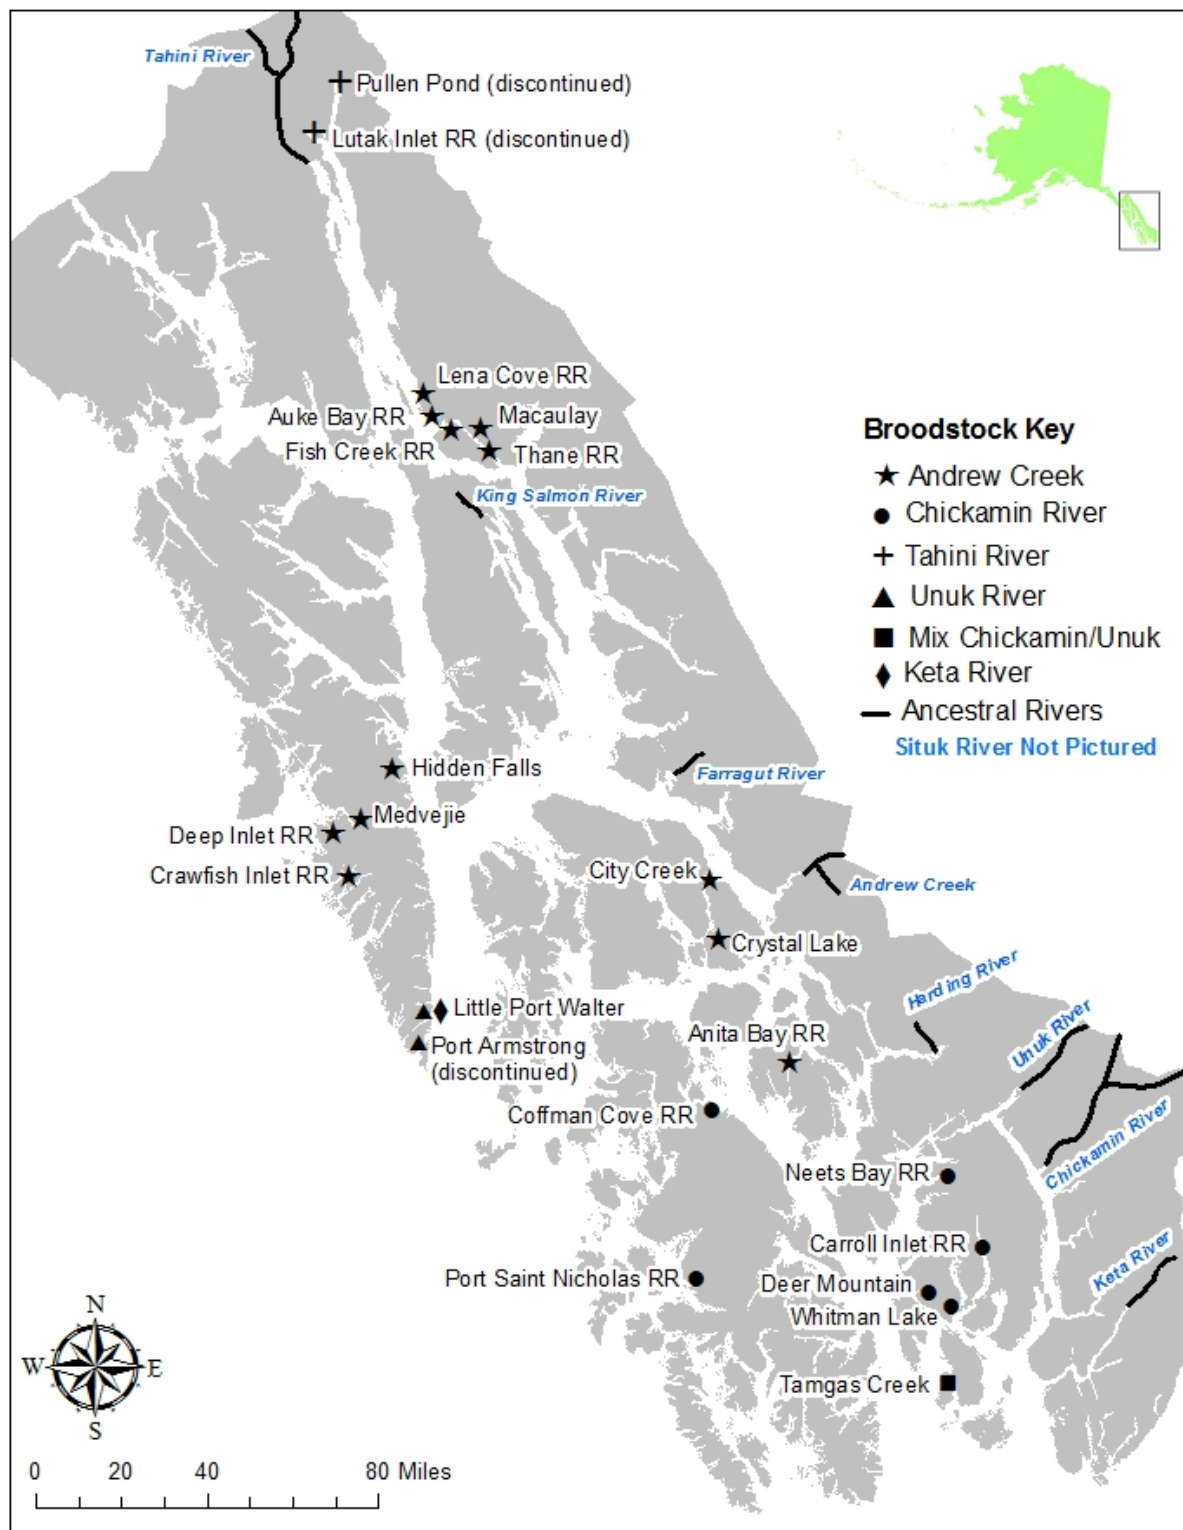 Tahini River
Pullen Pond (discontinued)
Lutak Inlet RR (discontinued)
Lena Cove RR
Auke Bay RR
Macaulay
Fish Creek RR
Thane RR
King Salmon River
Broodstock Key
Andrew Creek
Chickamin River
Tahini River
Unuk River
Mix Chickamin/Unuk
Keta River
Ancestral Rivers
Situk River Not Pictured
Hidden Falls
Farragut River
Medvejie
Deep Inlet RR
Crawfish Inlet RR
City Creek
Andrew Creek
Crystal Lake
Harding River
Little Port Walter
Unuk River
Anita Bay RR
Port Armstrong
(discontinued)
Coffman Cove RR
Chickamin River
Neets Bay RR
Carroll Inlet RR
Keta River
Port Saint Nicholas RR
Deer Mountain
Whitman Lake
Tamgas Creek
N
W E
S
0 20 40 80 Miles